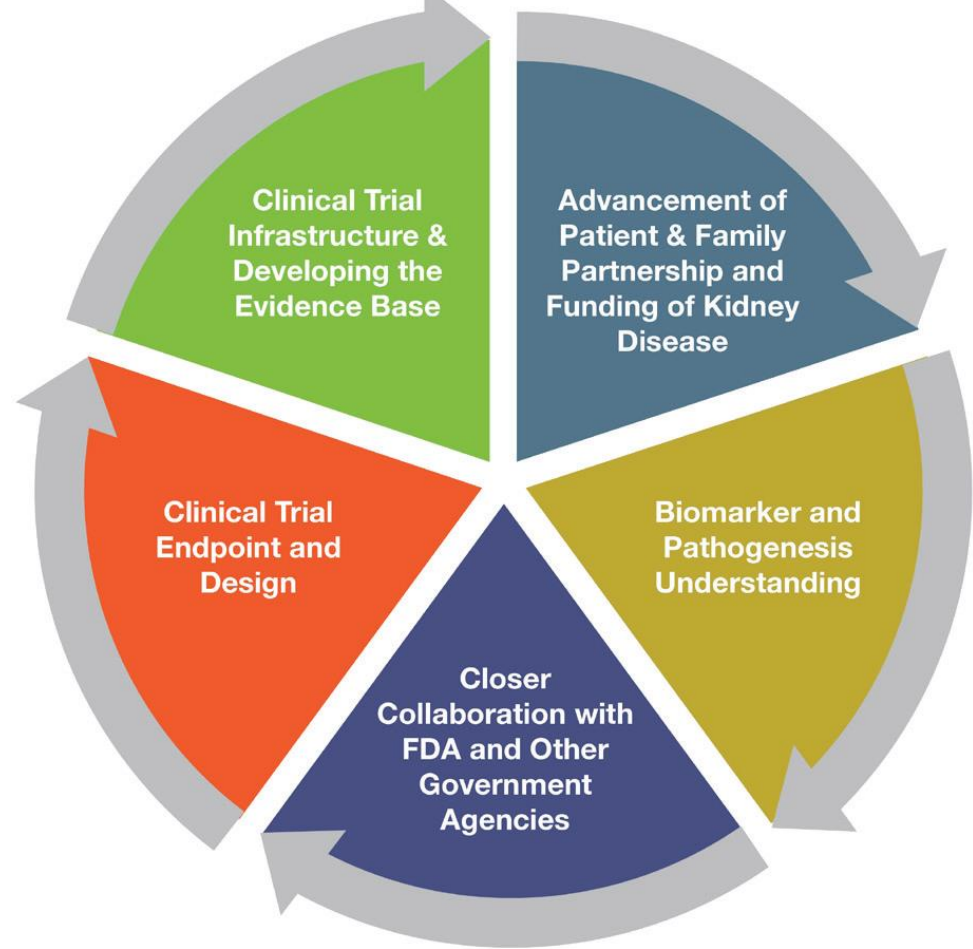 Clinical Trial
Infrastructure &
Developing the
Evidence Base
Advancement of
Patient & Family
Partnership and
Funding of Kidney
Disease
Biomarker and
Pathogenesis
Understanding
Closer
Collaboration with
FDA and Other
Government
Agencies
Clinical Trial
Endpoint and
Design